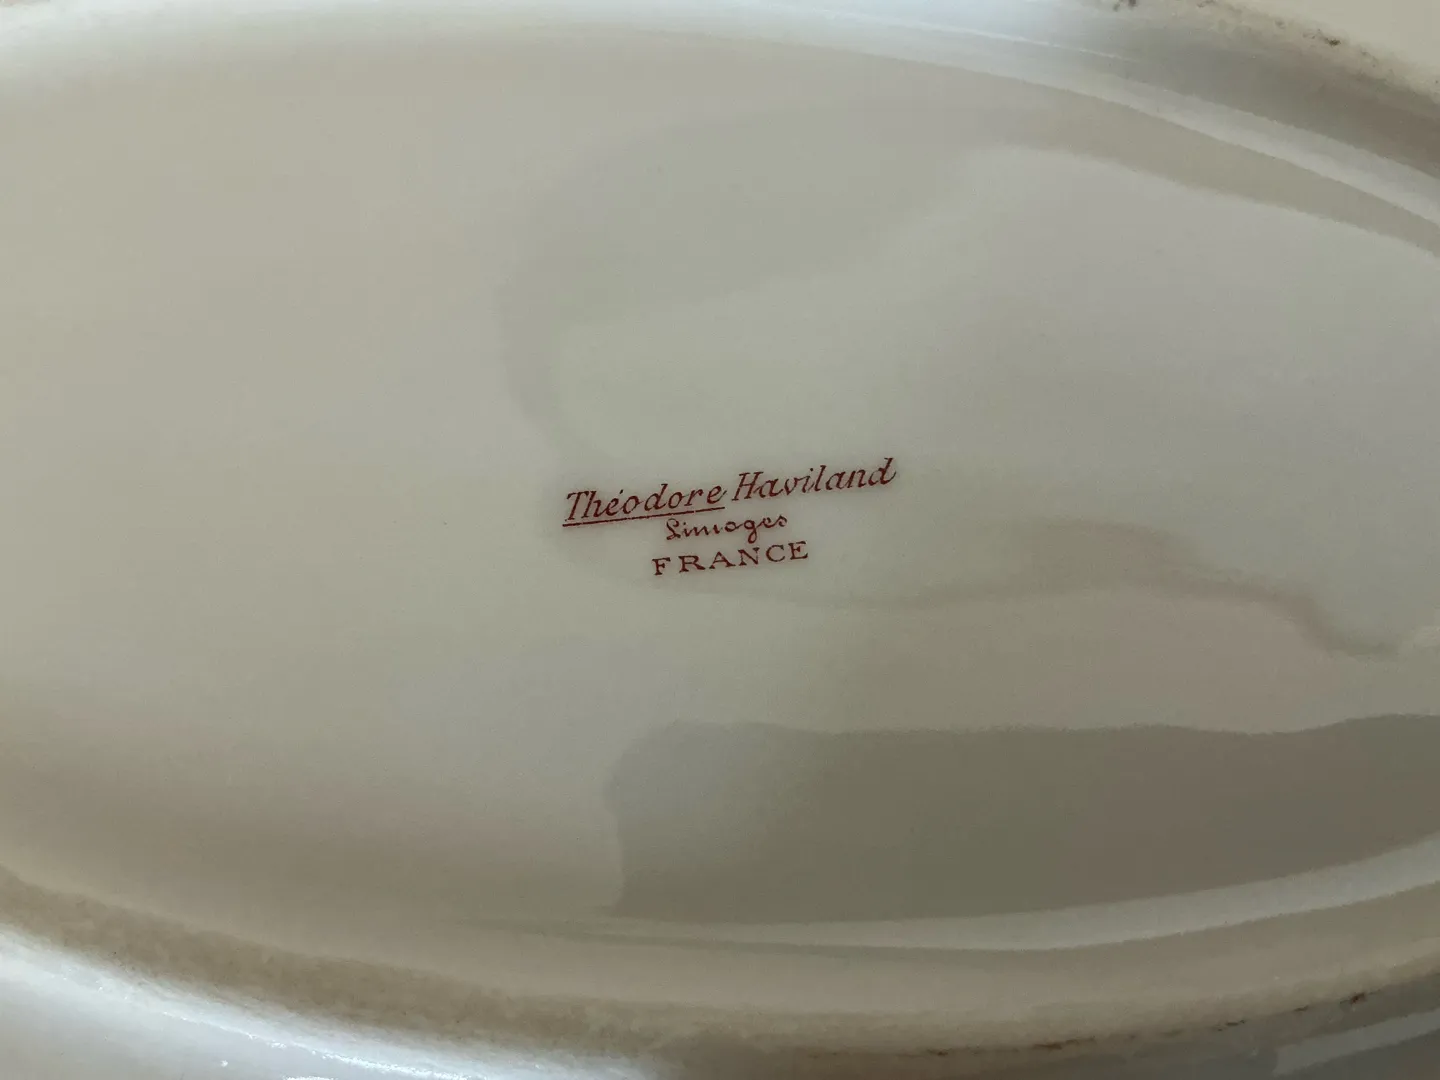 Théodore Haviland
Limoges
FRANCE